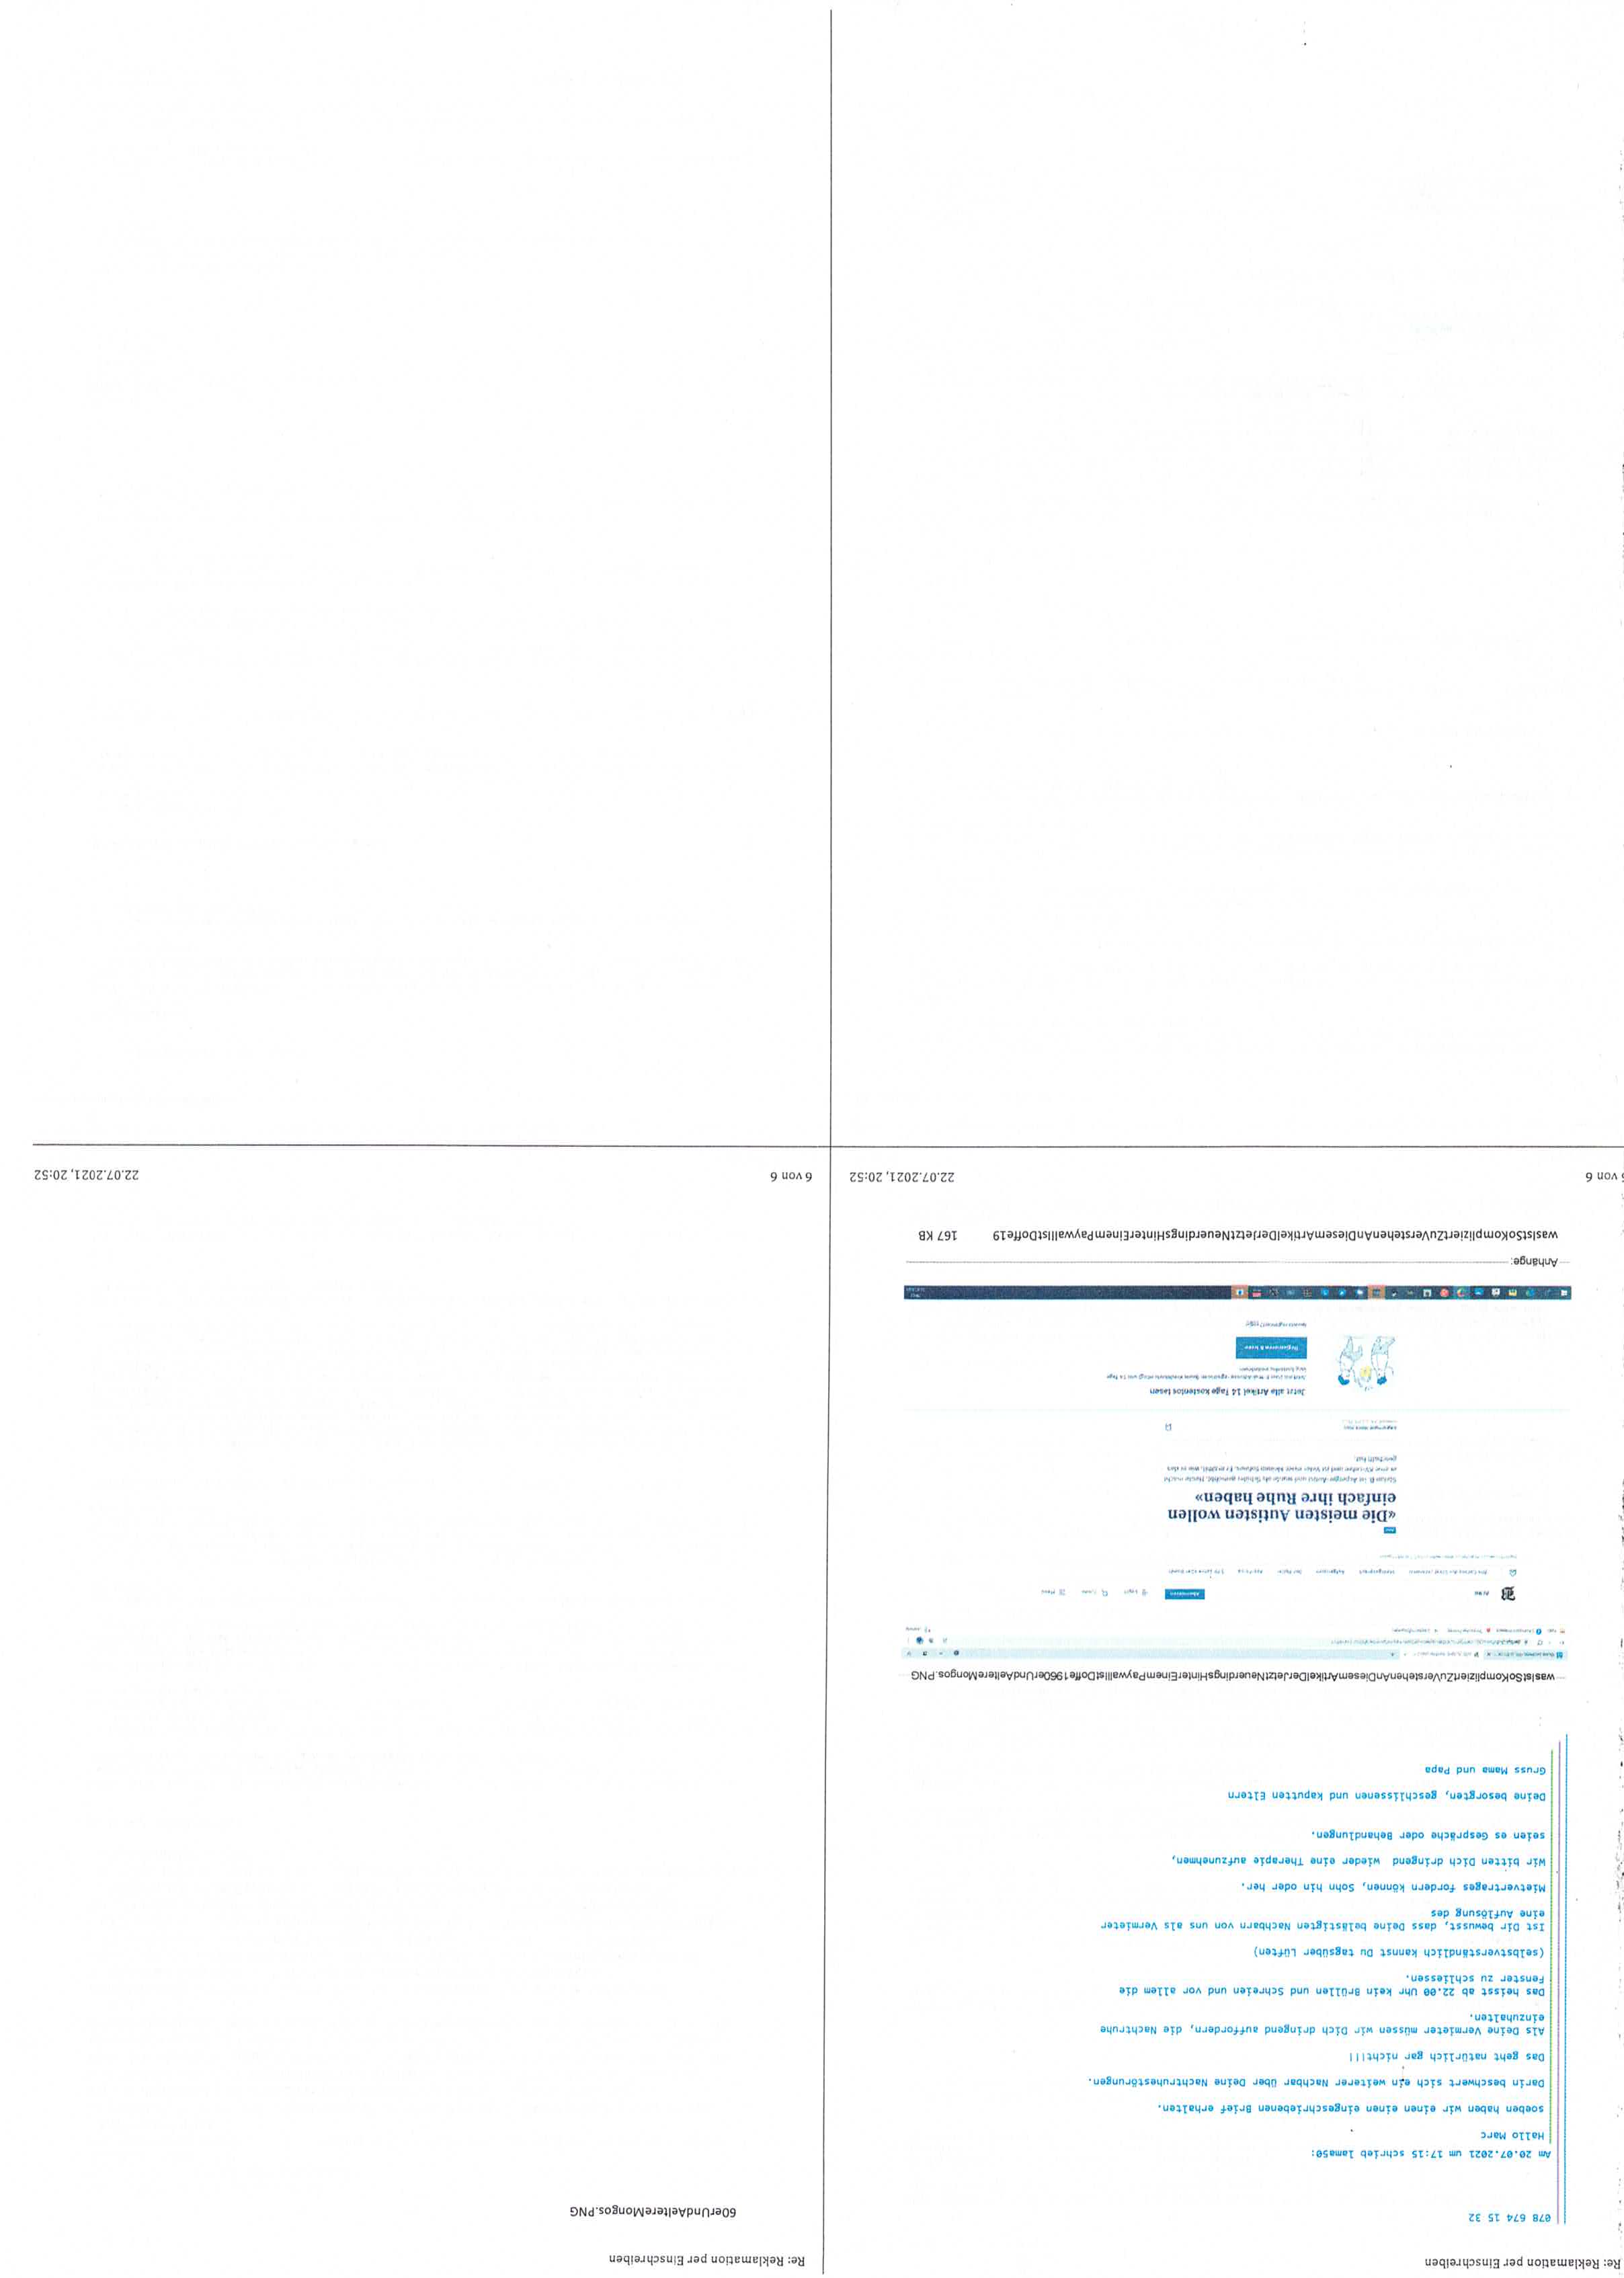 Re: Reklamation per Einschreiben
078 674 15 32
Am 20.07.2021 um 17:15 schrieb lama50:
Hallo Marc
soeben haben wir einen einen eingeschriebenen Brief erhalten.
Darin beschwert sich ein weiterer Nachbar über Deine Nachtruhestörungen.
Das geht natürlich gar nicht!!!
Als Deine Vermieter müssen wir Dich dringend auffordern, die Nachtruhe
einzuhalten.
Das heisst ab 22.00 Uhr kein Brüllen und Schreien und vor allem die
Fenster zu schliessen.
(selbstverständlich kannst Du tagsüber Lüften)
Ist Dir bewusst, dass Deine belästigten Nachbarn von uns als Vermieter
eine Auflösung des
Mietvertrages fordern können, Sohn hin oder her.
Wir bitten Dich dringend wieder eine Therapie aufzunehmen,
seien es Gespräche oder Behandlungen.
Deine besorgten, geschlissenen und kaputten Eltern
Gruss Mama und Papa
wasIstSoKompliziertZuVerstehenAnDiesemArtikelDerJetztNeuerdingsHinterEinemPaywallIstDoffe1960erUndAeltereMongos.PNG
Abonnieren
Login
Menü
«Die meisten Autisten wollen
einfach ihre Ruhe haben»
geschafft hat.
Jetzt alle Artikel 14 Tage kostenlos lesen
Registrieren & lesen
Anhänge:
wasIstSoKompliziertZuVerstehenAnDiesemArtikelDerJetztNeuerdingsHinterEinemPaywallIstDoffe19 167 KB
von 6 22.07.2021, 20:52
Re: Reklamation per Einschreiben
60erUndAeltereMongos.PNG
6 von 6 22.07.2021, 20:52